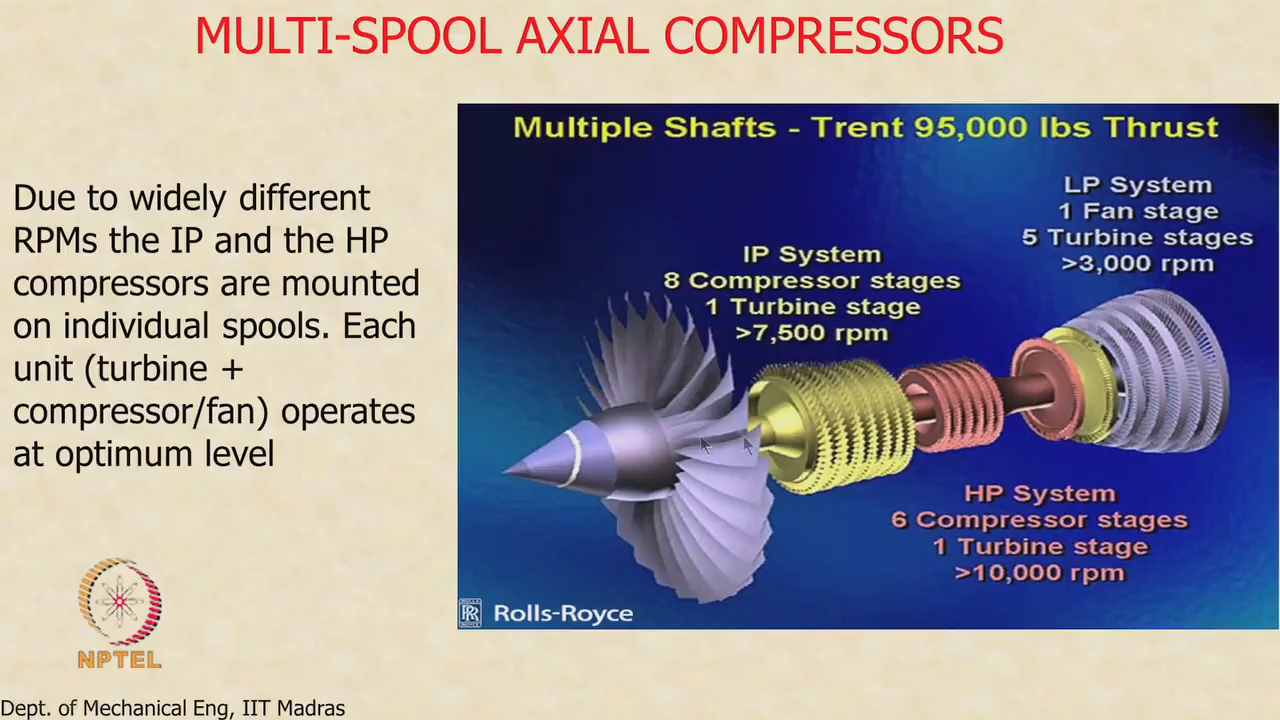 MULTI-SPOOL AXIAL COMPRESSORS
Due to widely different
RPMs the IP and the HP
compressors are mounted
on individual spools. Each
unit (turbine +
compressor/fan) operates
at optimum level
Multiple Shafts - Trent 95,000 lbs Thrust
LP System
1 Fan stage
5 Turbine stages
>3,000 rpm
IP System
8 Compressor stages
1 Turbine stage
>7,500 rpm
HP System
6 Compressor stages
1 Turbine stage
>10,000 rpm
Rolls-Royce
NPTEL
Dept. of Mechanical Eng, IIT Madras